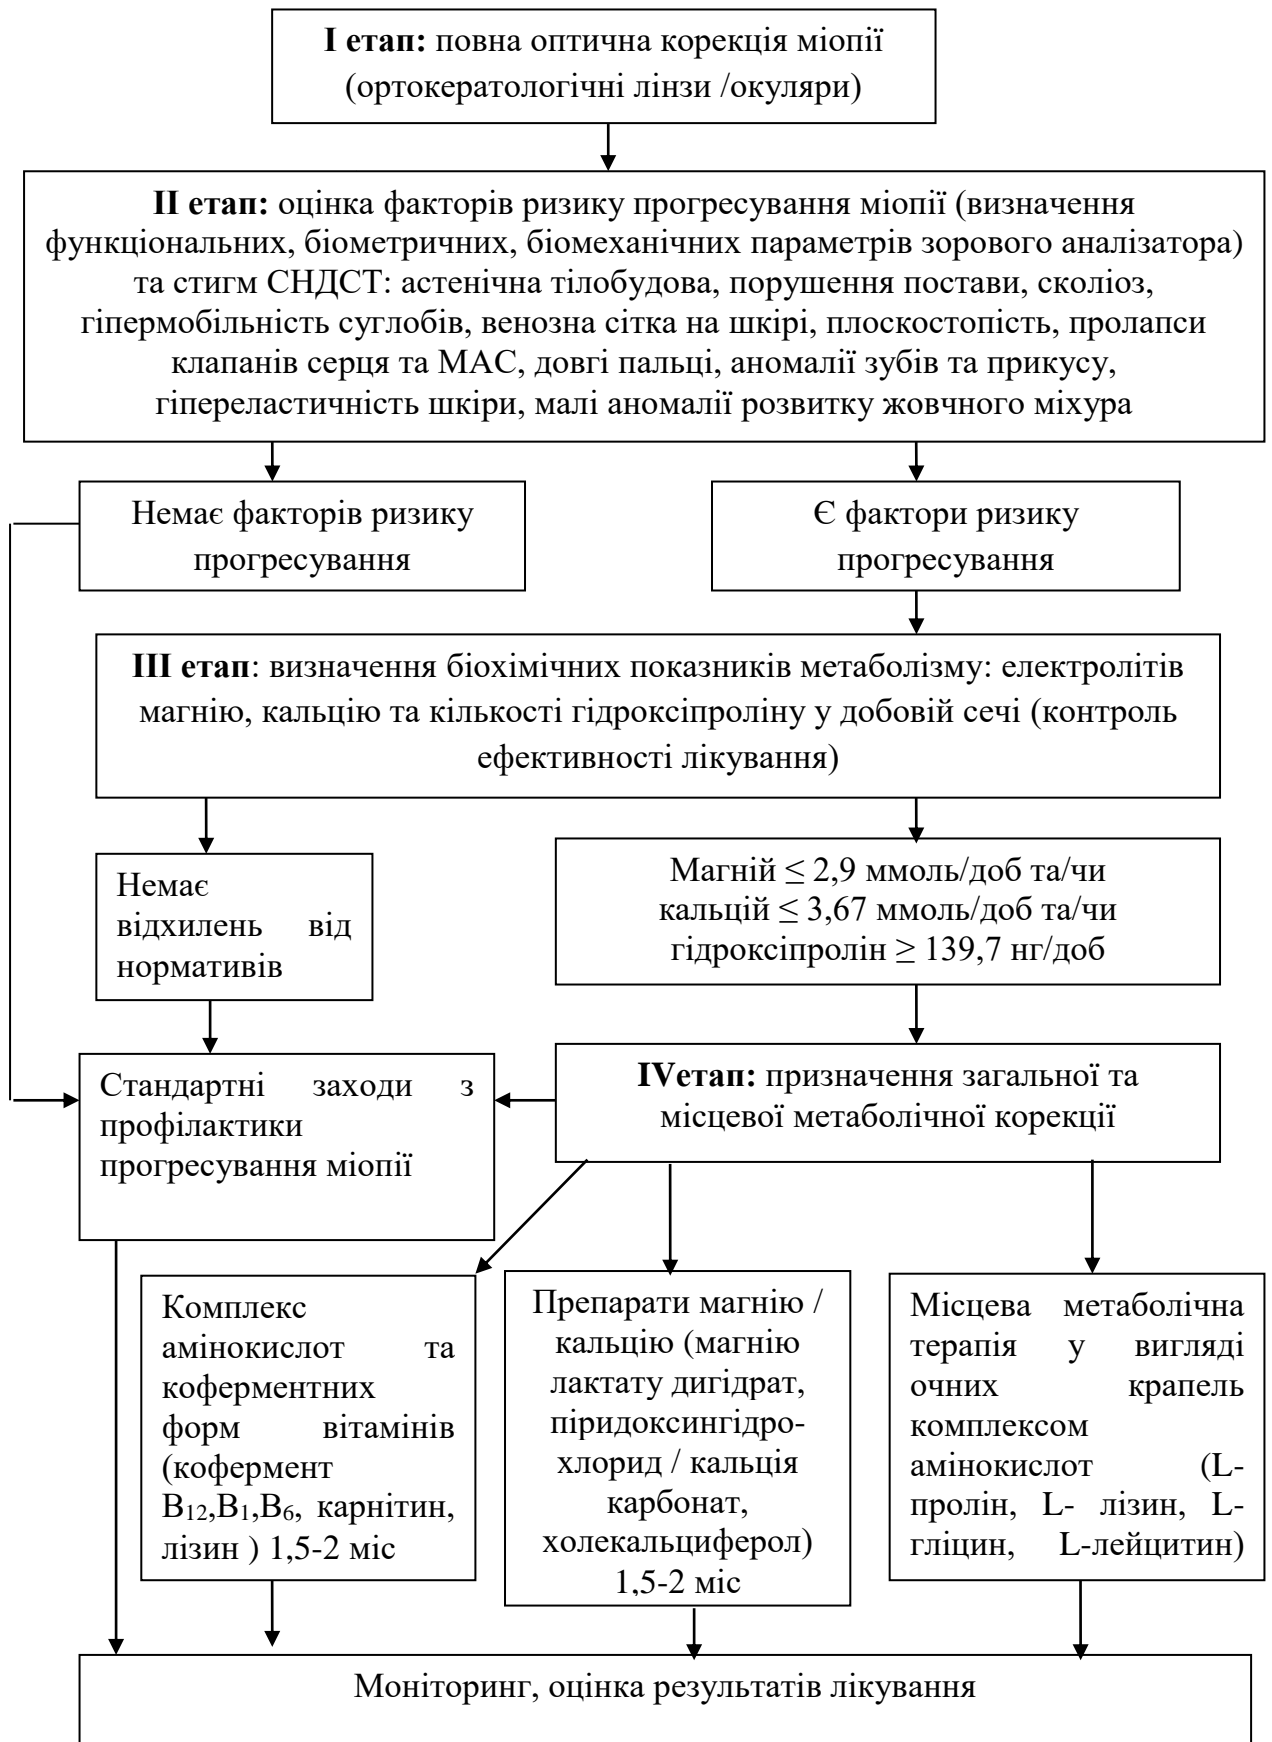 I етап: повна оптична корекція міопії
(ортокератологічні лінзи /окуляри)
II етап: оцінка факторів ризику прогресування міопії (визначення
функціональних, біометричних, біомеханічних параметрів зорового аналізатора)
та стигм СНДСТ: астенічна тілобудова, порушення постави, сколіоз,
гіпермобільність суглобів, венозна сітка на шкірі, плоскостопість, пролапси
клапанів серця та МАС, довгі пальці, аномалії зубів та прикусу,
гіпереластичність шкіри, малі аномалії розвитку жовчного міхура
Немає факторів ризику
прогресування
Є фактори ризику
прогресування
III етап: визначення біохімічних показників метаболізму: електролітів
магнію, кальцію та кількості гідроксіпроліну у добовій сечі (контроль
ефективності лікування)
Немає
відхилень від
нормативів
Магній ≤ 2,9 ммоль/доб та/чи
кальцій ≤ 3,67 ммоль/доб та/чи
гідроксіпролін ≥ 139,7 нг/доб
Стандартні заходи з
профілактики
прогресування міопії
IVетап: призначення загальної та
місцевої метаболічної корекції
Комплекс
амінокислот та
коферментних
форм вітамінів
(кофермент
B₁₂,B₁,B₆, карнітин,
лізин ) 1,5-2 міс
Препарати магнію /
кальцію (магнію
лактату дигідрат,
піридоксингідро-
хлорид / кальція
карбонат,
холекальциферол)
1,5-2 міс
Місцева метаболічна
терапія у вигляді
очних крапель
комплексом
амінокислот (L-
пролін, L- лізин, L-
гліцин, L-лейцитин)
Моніторинг, оцінка результатів лікування